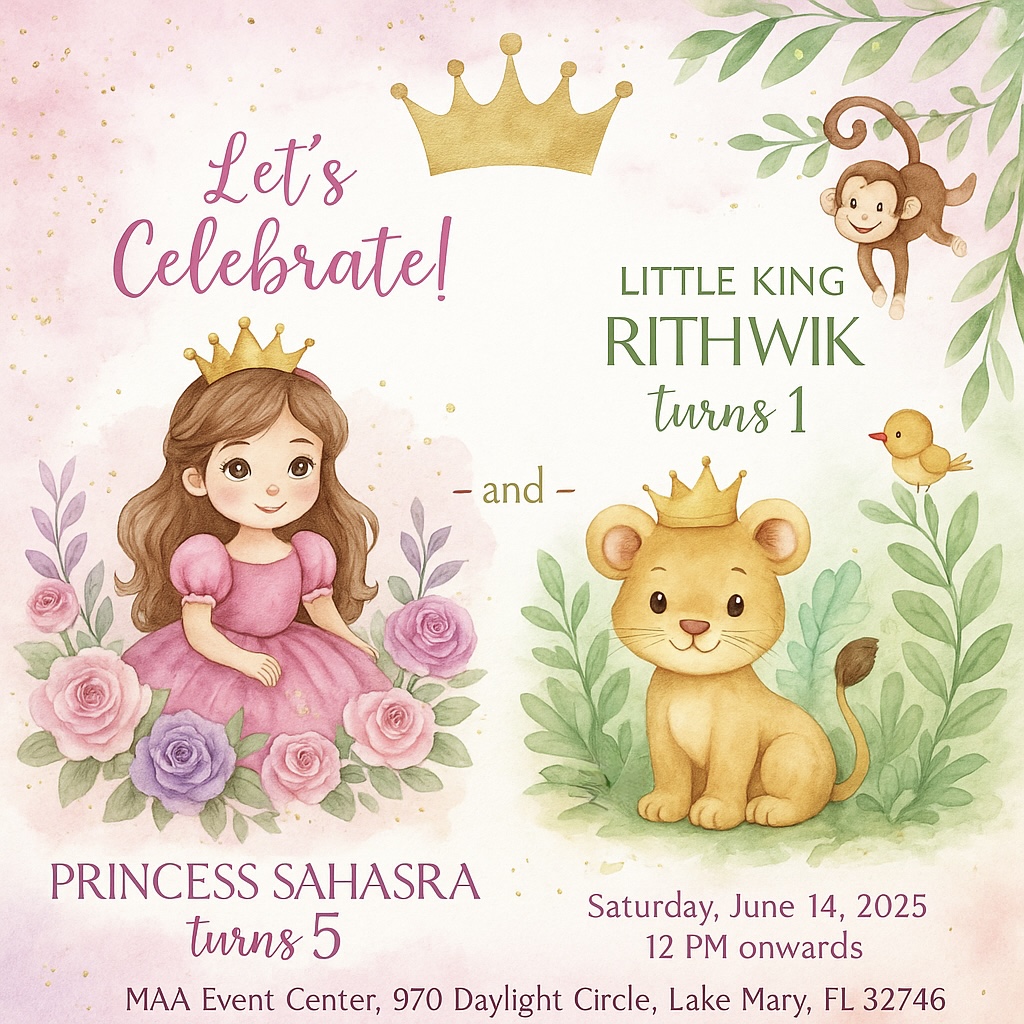 Let's
Celebrate!
LITTLE KING
RITHWIK
turns 1
- and -
PRINCESS SAHASRA
turns 5
Saturday, June 14, 2025
12 PM onwards
MAA Event Center, 970 Daylight Circle, Lake Mary, FL 32746